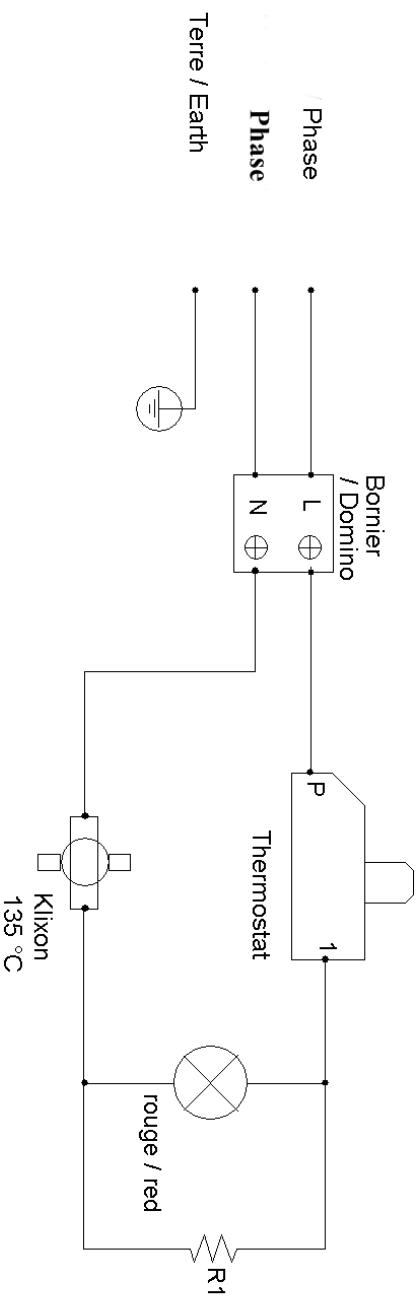 / Phase
Phase
Terre / Earth
Bornier
/ Domino
L
N
P
Thermostat
1
Klixon
135 °C
rouge / red
R1